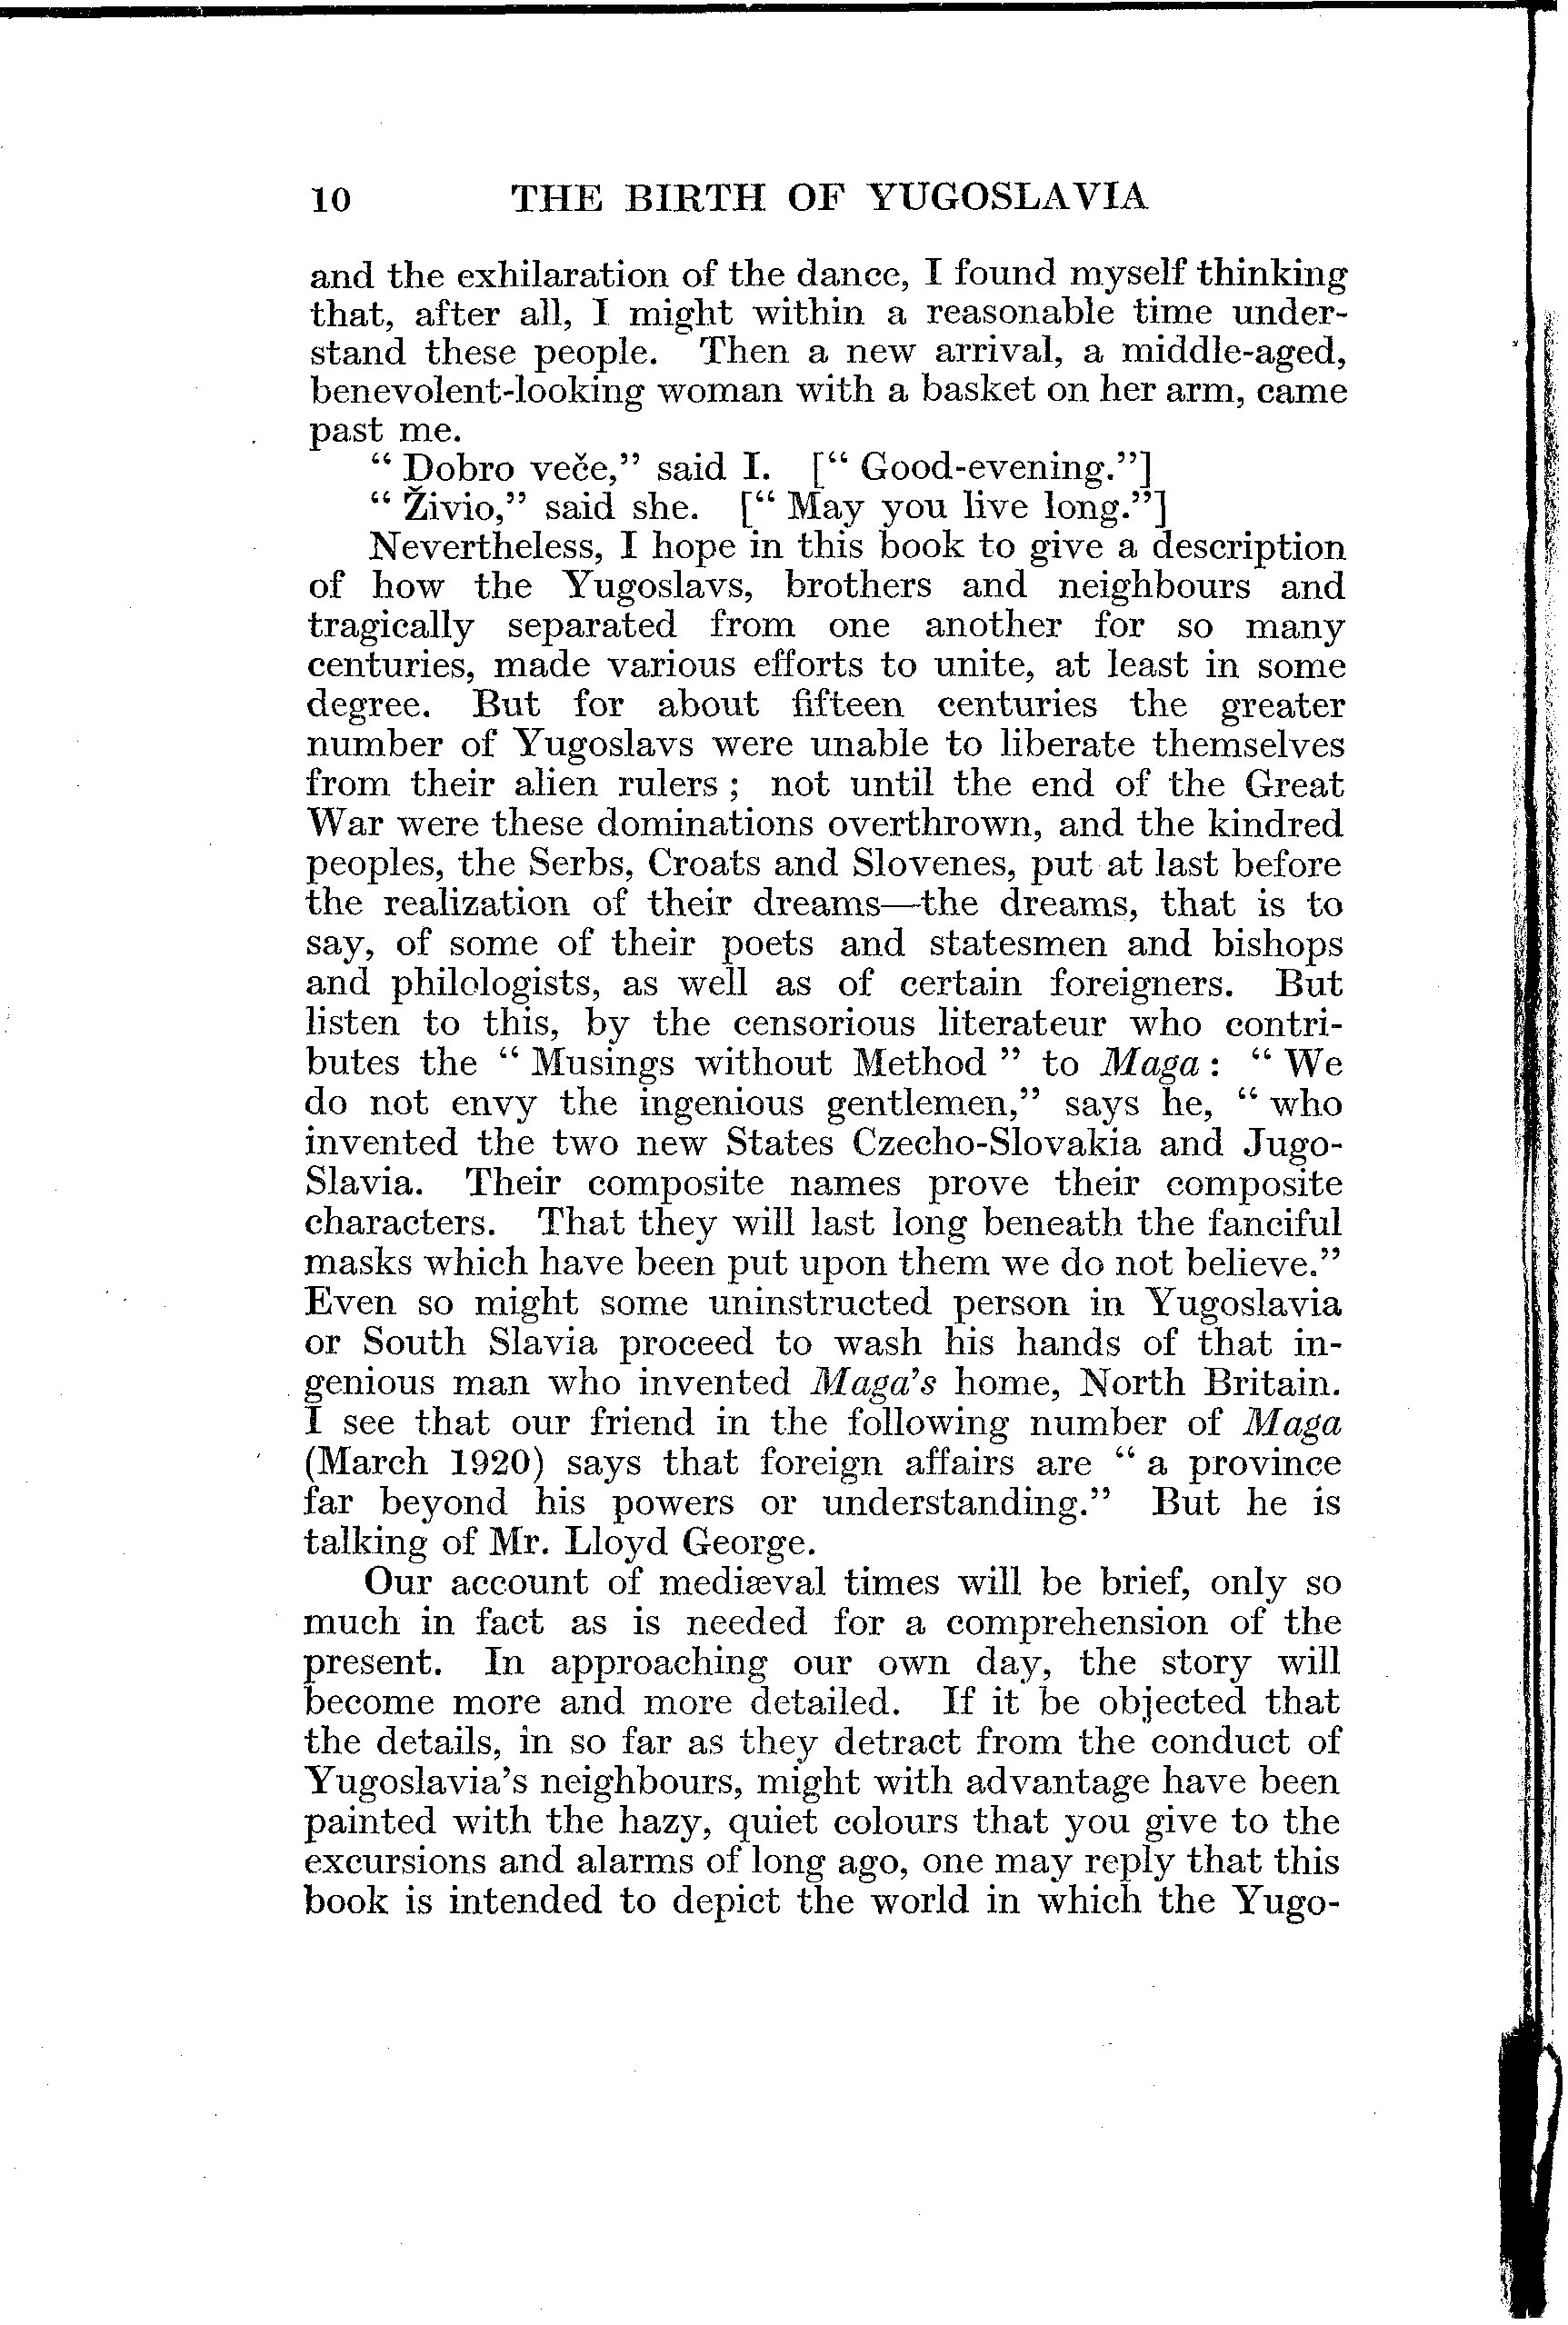 10 THE BIRTH OF YUGOSLAVIA
and the exhilaration of the dance, I found myself thinking
that, after all, I might within a reasonable time under-
stand these people. Then a new arrival, a middle-aged,
benevolent-looking woman with a basket on her arm, came
past me.
“ Dobro veče,” said I. [“ Good-evening.”]
“ Živio,” said she. [“ May you live long.”]
Nevertheless, I hope in this book to give a description
of how the Yugoslavs, brothers and neighbours and
tragically separated from one another for so many
centuries, made various efforts to unite, at least in some
degree. But for about fifteen centuries the greater
number of Yugoslavs were unable to liberate themselves
from their alien rulers ; not until the end of the Great
War were these dominations overthrown, and the kindred
peoples, the Serbs, Croats and Slovenes, put at last before
the realization of their dreams—the dreams, that is to
say, of some of their poets and statesmen and bishops
and philologists, as well as of certain foreigners. But
listen to this, by the censorious literateur who contri-
butes the “ Musings without Method ” to Maga : “ We
do not envy the ingenious gentlemen,” says he, “ who
invented the two new States Czecho-Slovakia and Jugo-
Slavia. Their composite names prove their composite
characters. That they will last long beneath the fanciful
masks which have been put upon them we do not believe.”
Even so might some uninstructed person in Yugoslavia
or South Slavia proceed to wash his hands of that in-
genious man who invented Maga’s home, North Britain.
I see that our friend in the following number of Maga
(March 1920) says that foreign affairs are “ a province
far beyond his powers or understanding.” But he is
talking of Mr. Lloyd George.
Our account of mediæval times will be brief, only so
much in fact as is needed for a comprehension of the
present. In approaching our own day, the story will
become more and more detailed. If it be objected that
the details, in so far as they detract from the conduct of
Yugoslavia’s neighbours, might with advantage have been
painted with the hazy, quiet colours that you give to the
excursions and alarms of long ago, one may reply that this
book is intended to depict the world in which the Yugo-